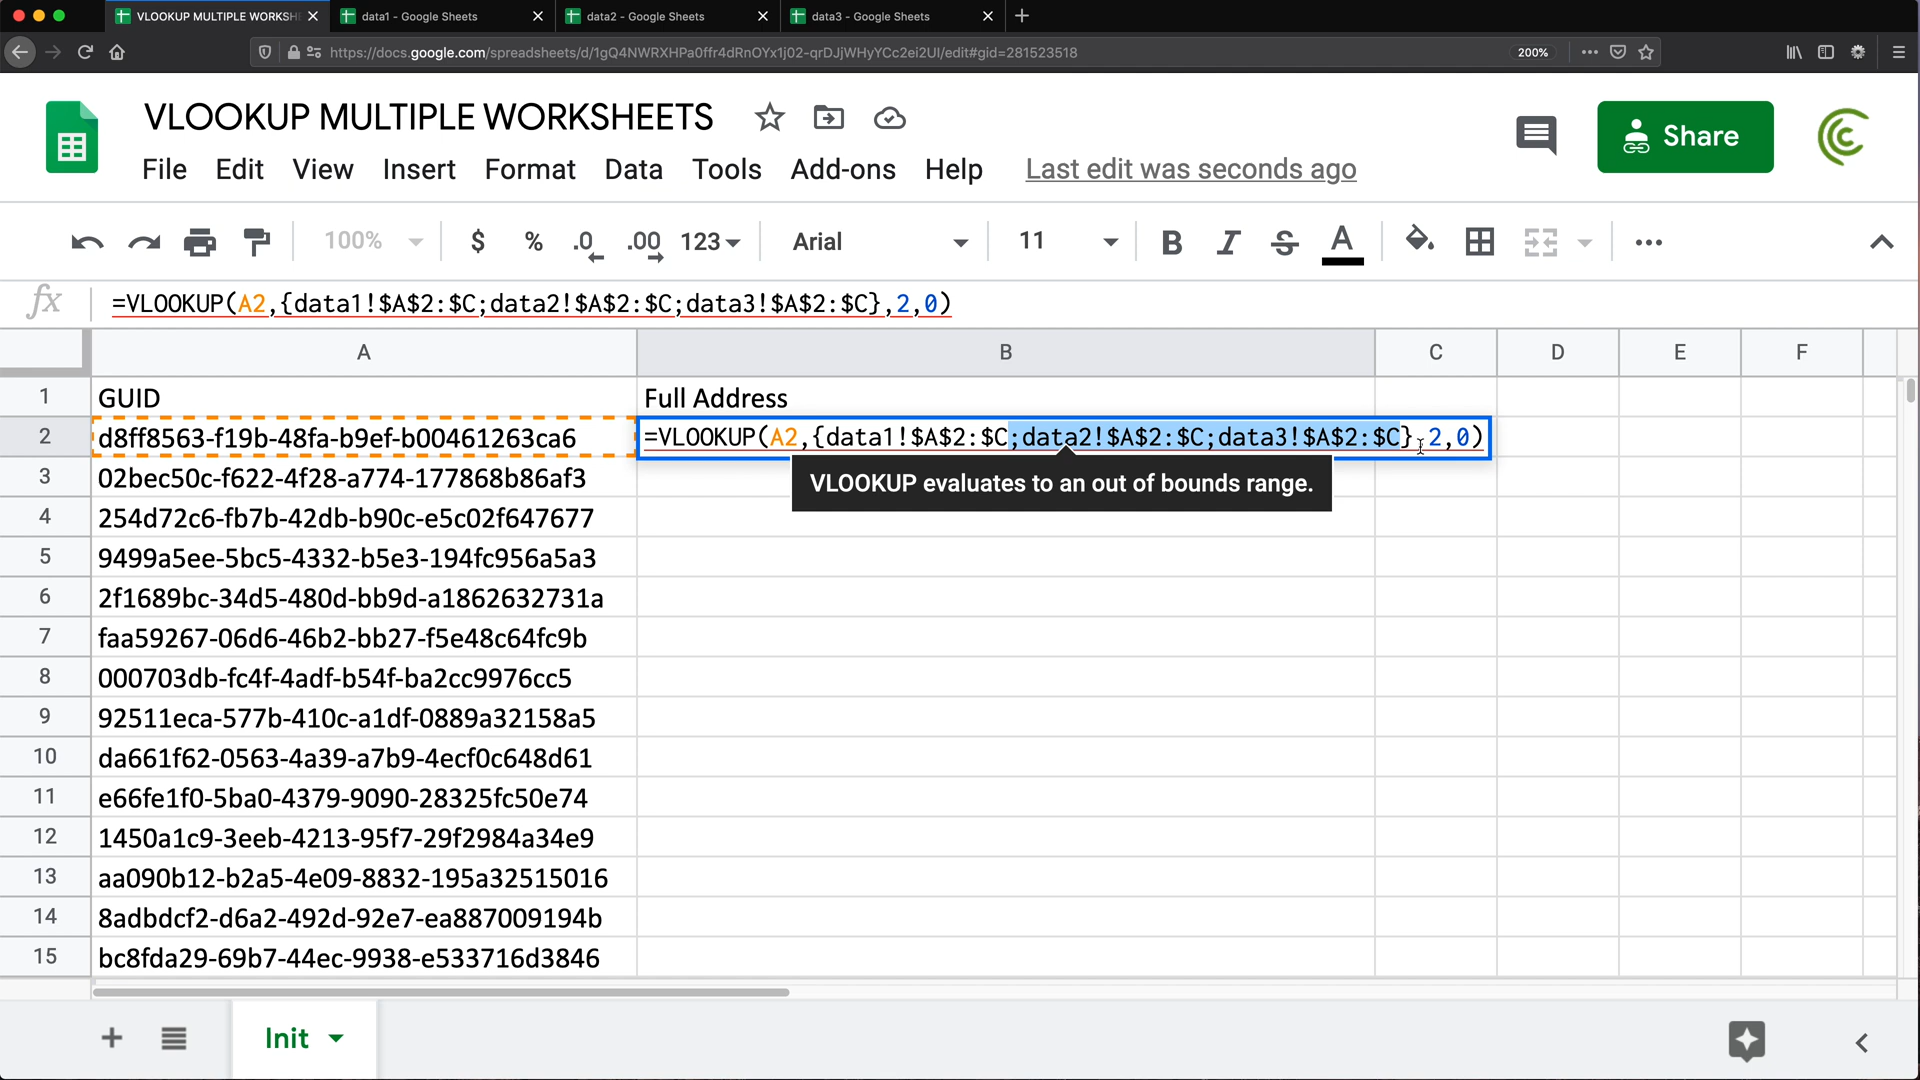 VLOOKUP MULTIPLE WORKSH
data1 - Google Sheets
data2 - Google Sheets
data3 - Google Sheets
https://docs.google.com/spreadsheets/d/1gQ4NWRXHPa0ffr4dRnOYx1j02-qrDJjWHyYCc2ei2UI/edit#gid=281523518
200%
VLOOKUP MULTIPLE WORKSHEETS
File Edit View Insert Format Data Tools Add-ons Help Last edit was seconds ago
Share
100% $ % .0 .00 123 Arial 11 B I S A
fx =VLOOKUP(A2,{data1!$A$2:$C;data2!$A$2:$C;data3!$A$2:$C},2,0)
A B C D E F
1 GUID Full Address
2 d8ff8563-f19b-48fa-b9ef-b00461263ca6 =VLOOKUP(A2,{data1!$A$2:$C;data2!$A$2:$C;data3!$A$2:$C},2,0)
VLOOKUP evaluates to an out of bounds range.
3 02bec50c-f622-4f28-a774-177868b86af3
4 254d72c6-fb7b-42db-b90c-e5c02f647677
5 9499a5ee-5bc5-4332-b5e3-194fc956a5a3
6 2f1689bc-34d5-480d-bb9d-a1862632731a
7 faa59267-06d6-46b2-bb27-f5e48c64fc9b
8 000703db-fc4f-4adf-b54f-ba2cc9976cc5
9 92511eca-577b-410c-a1df-0889a32158a5
10 da661f62-0563-4a39-a7b9-4ecf0c648d61
11 e66fe1f0-5ba0-4379-9090-28325fc50e74
12 1450a1c9-3eeb-4213-95f7-29f2984a34e9
13 aa090b12-b2a5-4e09-8832-195a32515016
14 8adbdcf2-d6a2-492d-92e7-ea887009194b
15 bc8fda29-69b7-44ec-9938-e533716d3846
Init